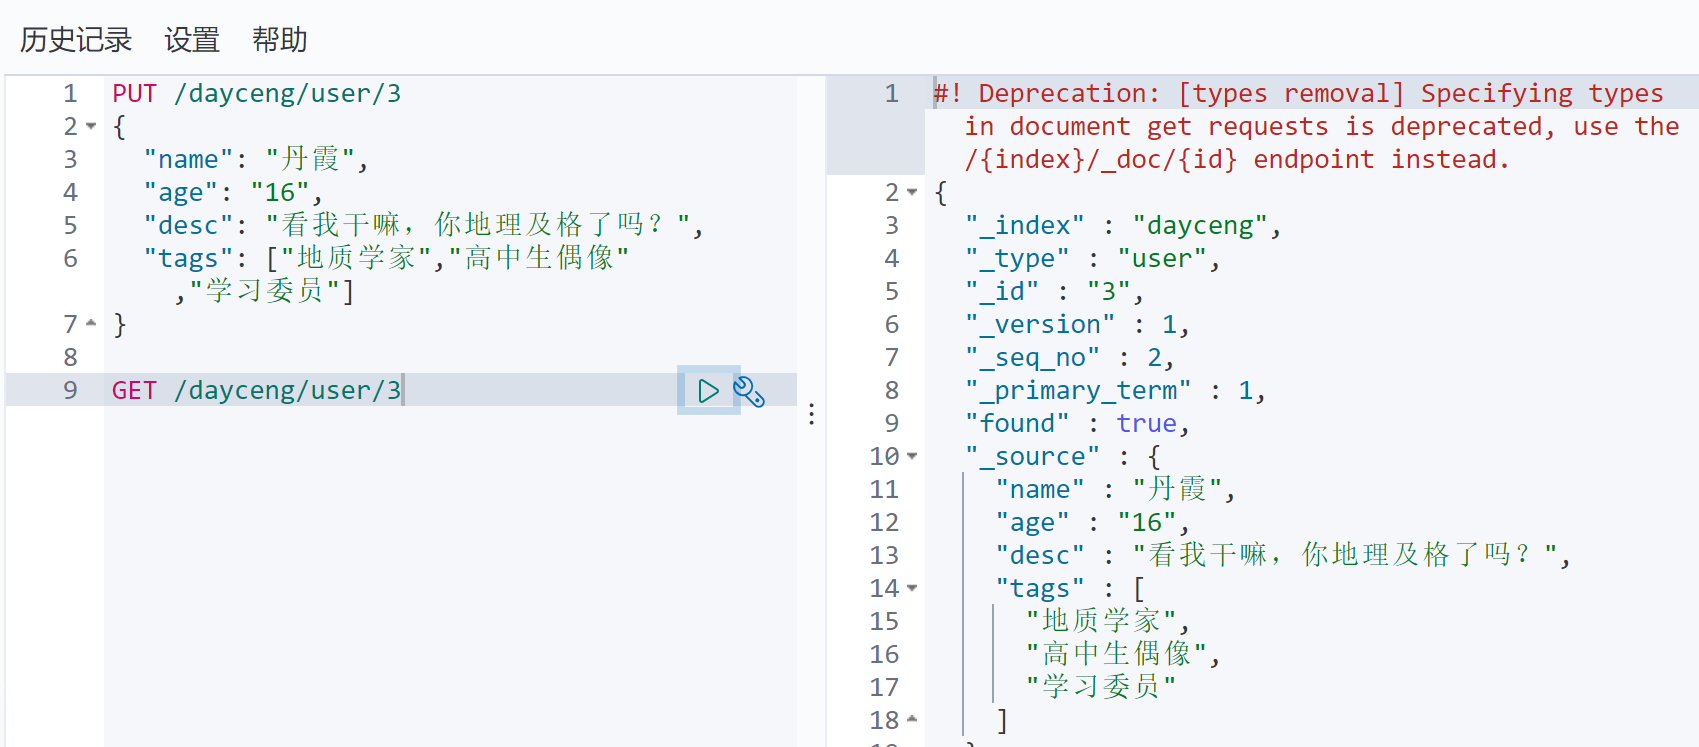 历史记录 设置 帮助
1 PUT /dayceng/user/3
2 {
3 "name": "丹霞",
4 "age": "16",
5 "desc": "看我干嘛，你地理及格了吗？",
6 "tags": ["地质学家","高中生偶像"
,"学习委员"]
7 }
8
9 GET /dayceng/user/3
1 #! Deprecation: [types removal] Specifying types
in document get requests is deprecated, use the
/{index}/_doc/{id} endpoint instead.
2 {
3 "_index" : "dayceng",
4 "_type" : "user",
5 "_id" : "3",
6 "_version" : 1,
7 "_seq_no" : 2,
8 "_primary_term" : 1,
9 "found" : true,
10 "_source" : {
11 "name" : "丹霞",
12 "age" : "16",
13 "desc" : "看我干嘛，你地理及格了吗？",
14 "tags" : [
15 "地质学家",
16 "高中生偶像",
17 "学习委员"
18 ]